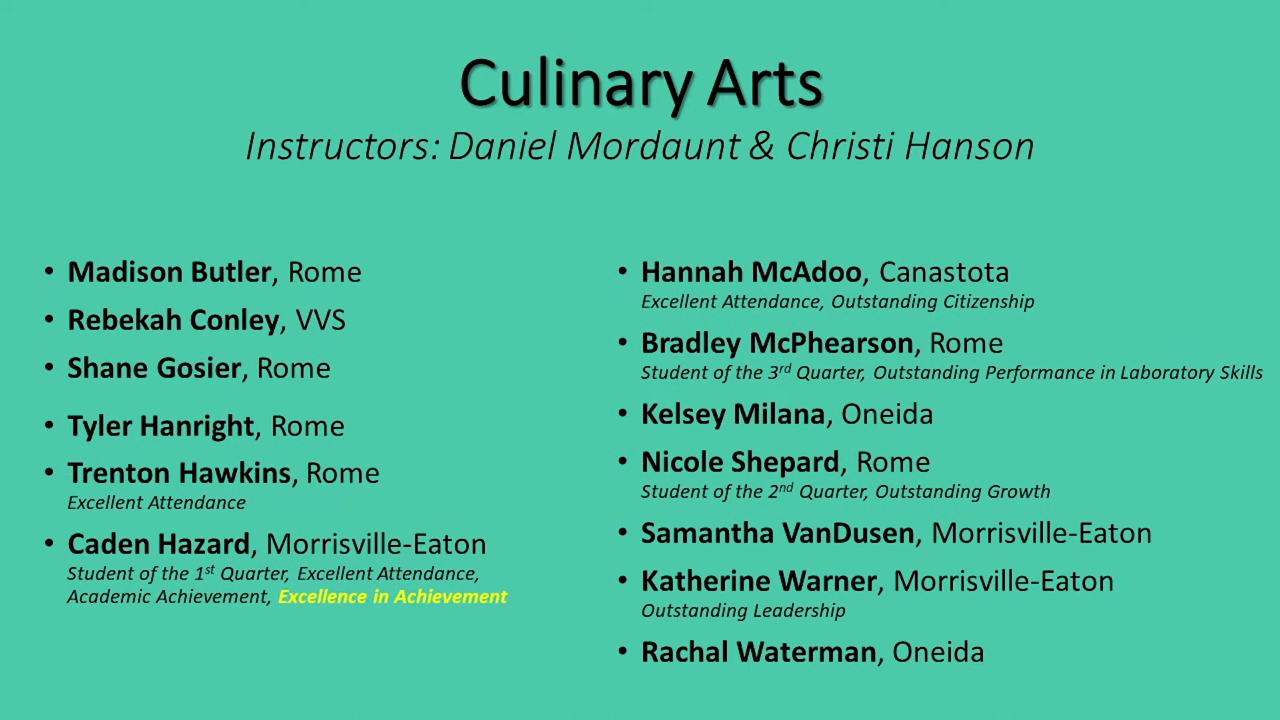 Culinary Arts
Instructors: Daniel Mordaunt & Christi Hanson
• Madison Butler, Rome
• Rebekah Conley, VVS
• Shane Gosier, Rome
• Tyler Hanright, Rome
• Trenton Hawkins, Rome
Excellent Attendance
• Caden Hazard, Morrisville-Eaton
Student of the 1st Quarter, Excellent Attendance,
Academic Achievement, Excellence in Achievement
• Hannah McAdoo, Canastota
Excellent Attendance, Outstanding Citizenship
• Bradley McPhearson, Rome
Student of the 3rd Quarter, Outstanding Performance in Laboratory Skills
• Kelsey Milana, Oneida
• Nicole Shepard, Rome
Student of the 2nd Quarter, Outstanding Growth
• Samantha VanDusen, Morrisville-Eaton
• Katherine Warner, Morrisville-Eaton
Outstanding Leadership
• Rachal Waterman, Oneida